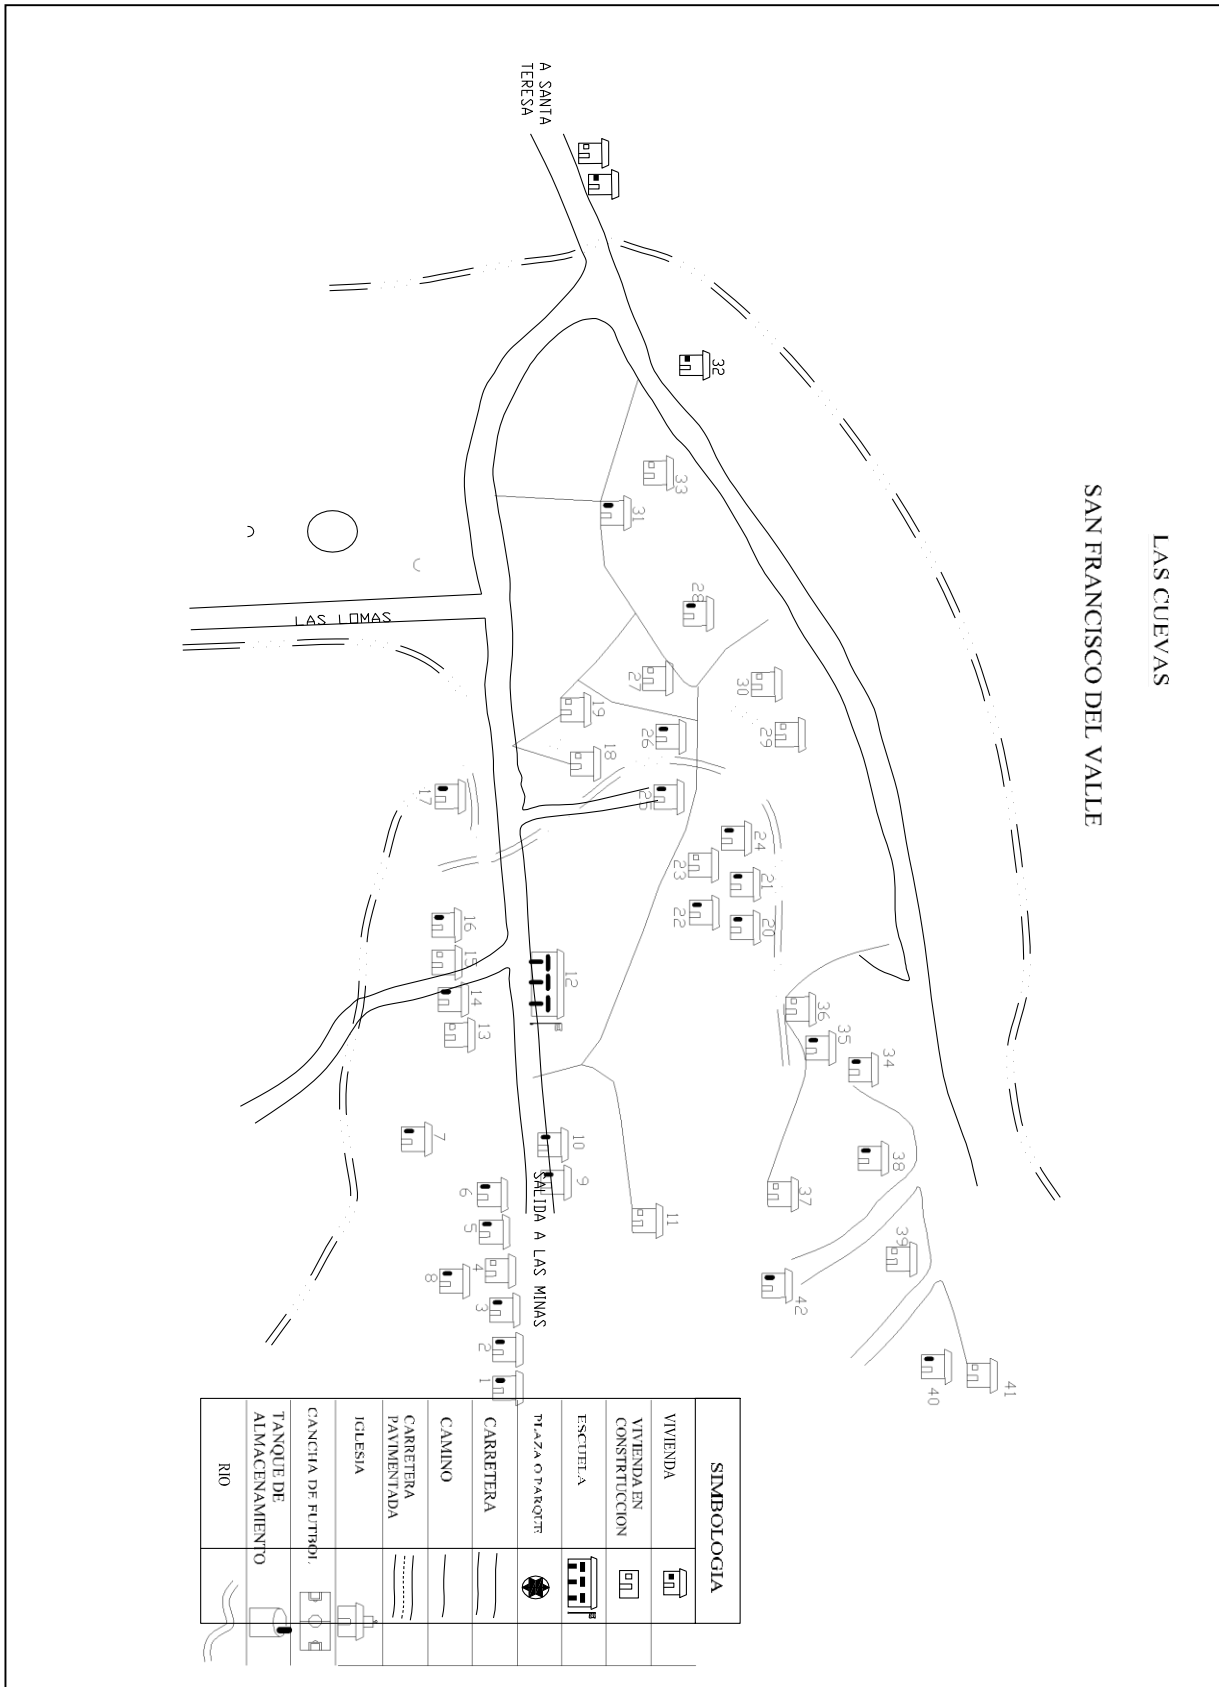 LAS CUEVAS
SAN FRANCISCO DEL VALLE
A SANTA
TERESA
32
33
31
28
27
30
29
19
26
18
25
17
24
23
21
22
20
16
15
14
13
12
36
35
34
38
37
39
42
41
40
7
10
9
11
6
5
4
8
3
2
1
LAS LOMAS
SALIDA A LAS MINAS
SIMBOLOGIA
VIVIENDA
VIVIENDA EN
CONSTRTUCCION
ESCUELA
PLAZA O PARQUE
CARRETERA
CAMINO
CARRETERA
PAVIMENTADA
IGLESIA
CANCHA DE FUTBOL
TANQUE DE
ALMACENAMIENTO
RIO